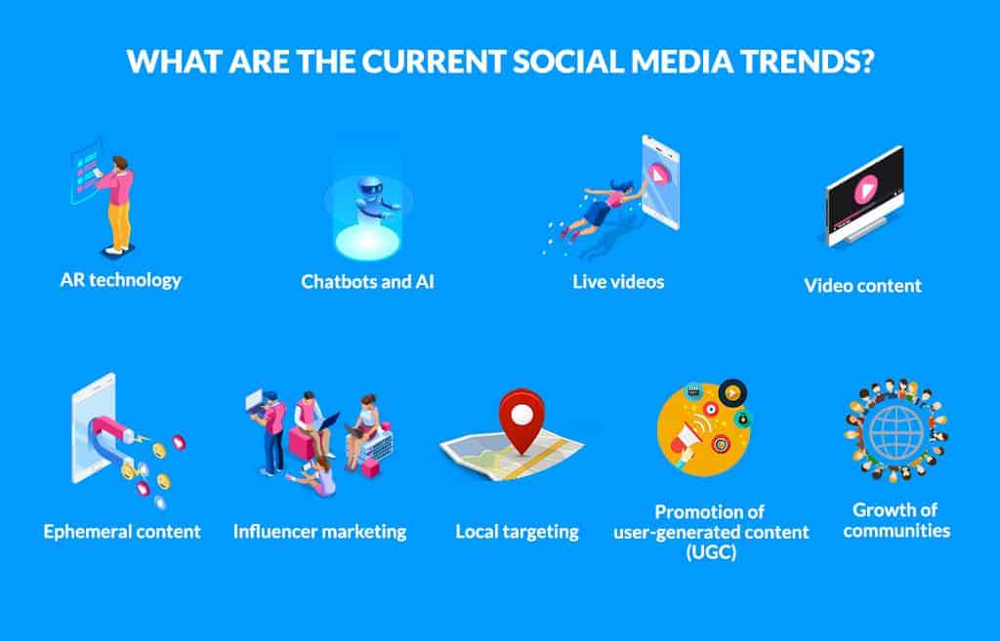 WHAT ARE THE CURRENT SOCIAL MEDIA TRENDS?
AR technology
Chatbots and AI
Live videos
Video content
Ephemeral content
Influencer marketing
Local targeting
Promotion of
user-generated content
(UGC)
Growth of
communities